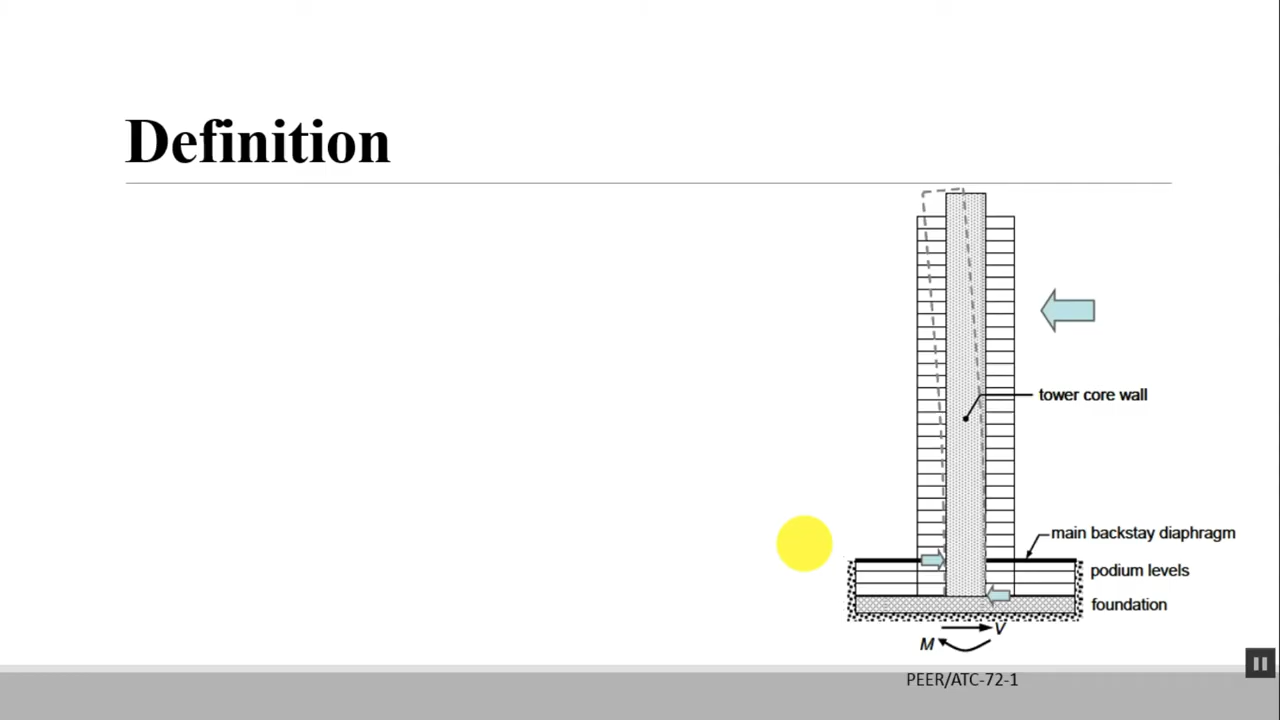 Definition
tower core wall
main backstay diaphragm
podium levels
foundation
V
M
PEER/ATC-72-1